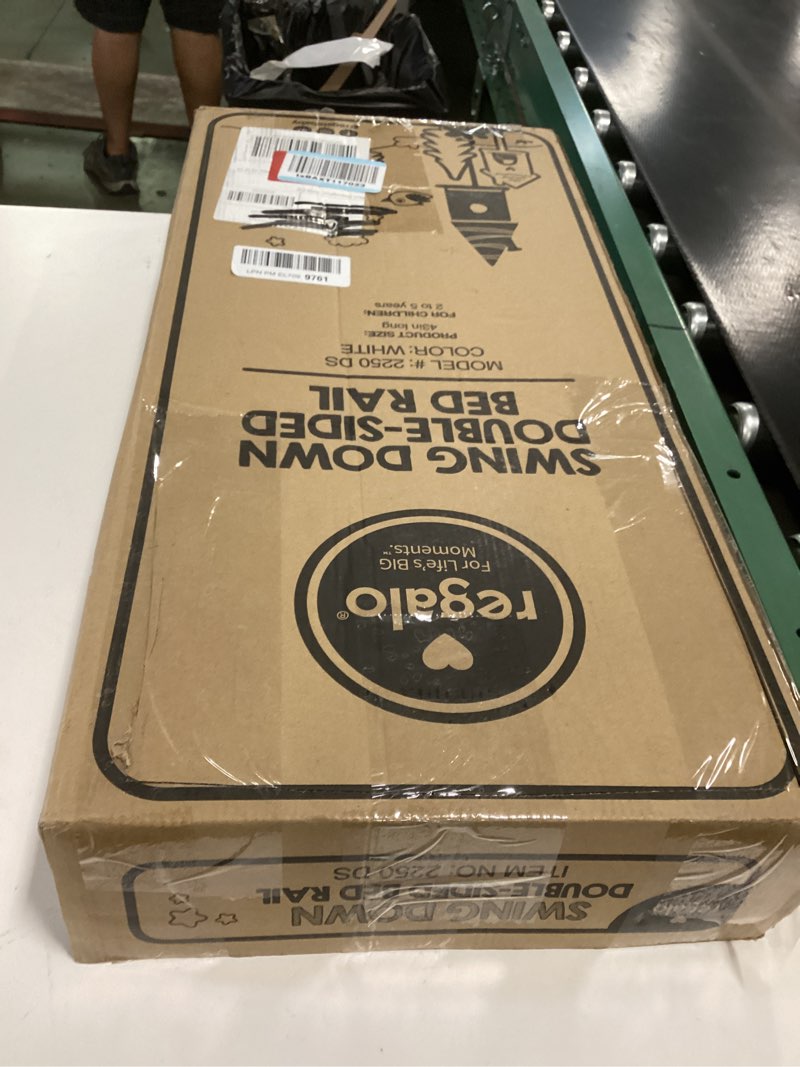 regalo®
For Life's BIG
Moments.™
SWING DOWN
DOUBLE-SIDED
BED RAIL
MODEL #: 2250 DS
COLOR: WHITE
PRODUCT SIZE:
43in long
FOR CHILDREN:
2 to 5 years
9761
SWING DOWN
DOUBLE-SIDED BED RAIL
ITEM NO: 2250 DS